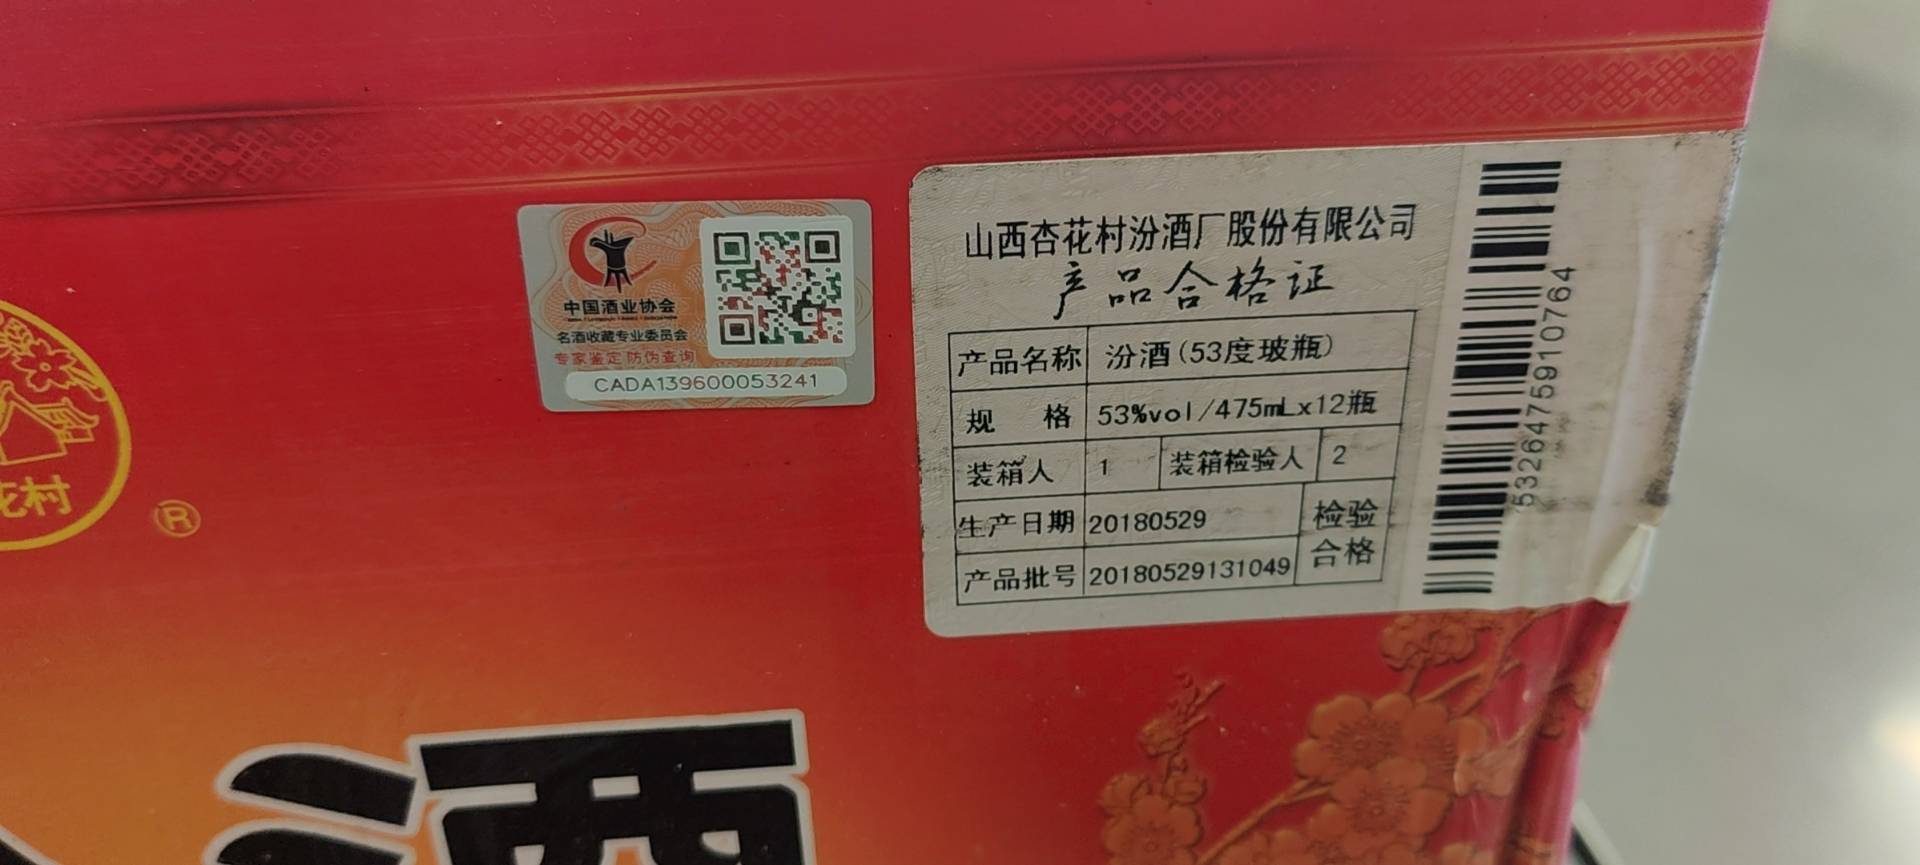 中国酒业协会
名酒收藏专业委员会
专家鉴定 防伪查询
CADA139600053241
山西杏花村汾酒厂股份有限公司
产品合格证
产品名称 汾酒(53度玻瓶)
规 格 53%vol/475mLx12瓶
装箱人 1 装箱检验人 2
生产日期 20180529 检验
产品批号 20180529131049 合格
5326475910764
花村
®
酒